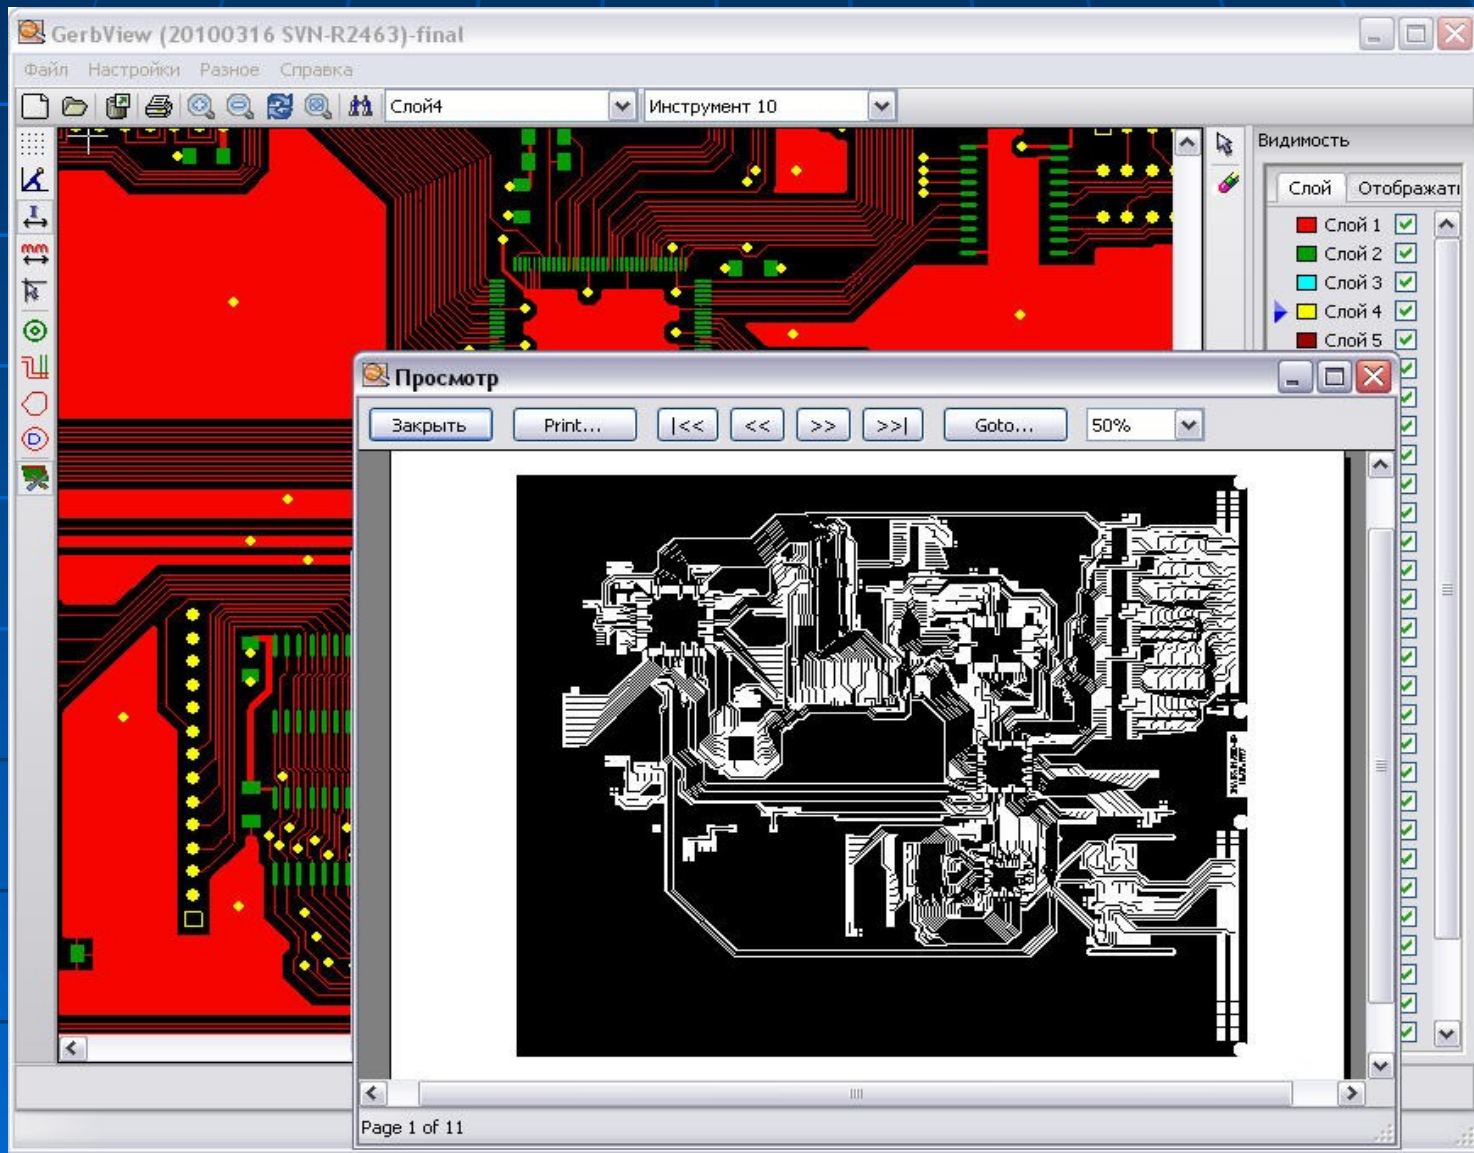 GerbView (20100316 SVN-R2463)-final
Файл Настройки Разное Справка
Слой4 Инструмент 10
Видимость
Слой Отображать
Слой 1
Слой 2
Слой 3
Слой 4
Слой 5
Просмотр
Закрыть Print... |<< << >> >>| Goto... 50%
Page 1 of 11